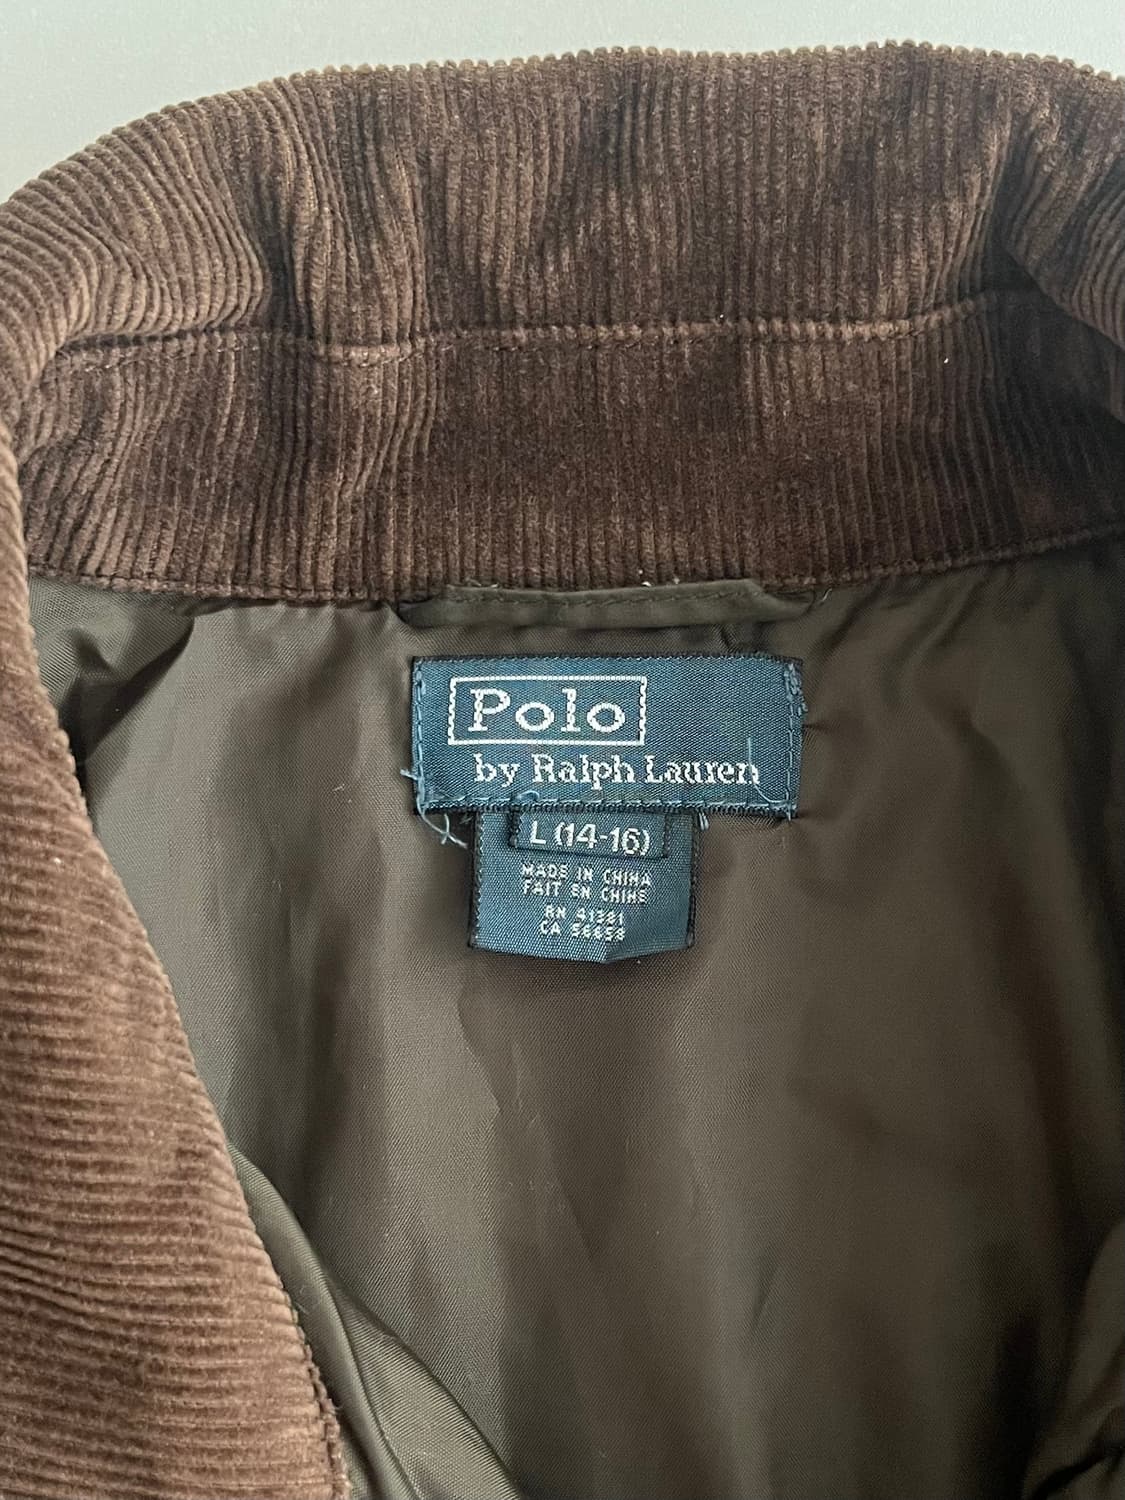 Polo
by Ralph Lauren
L (14-16)
MADE IN CHINA
FAIT EN CHINE
RN 41381
CA 56658